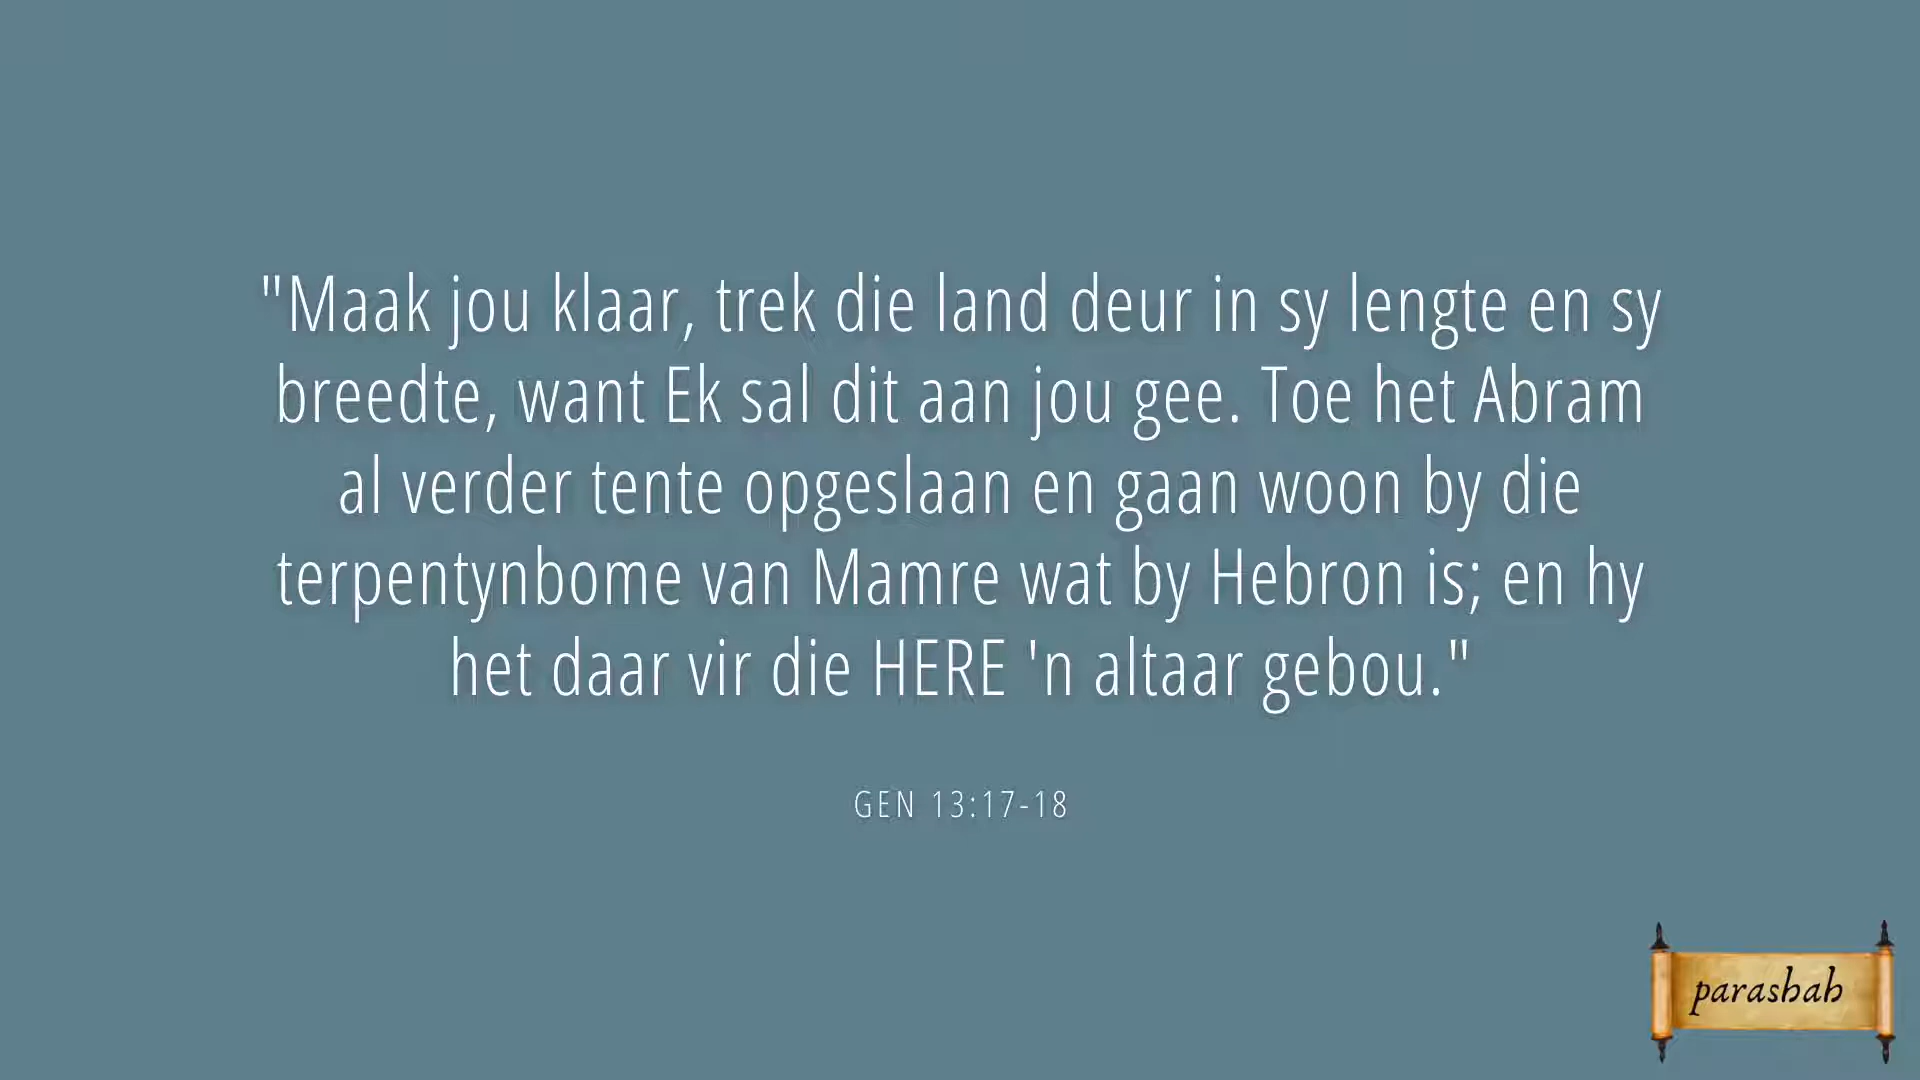 "Maak jou klaar, trek die land deur in sy lengte en sy
breedte, want Ek sal dit aan jou gee. Toe het Abram
al verder tente opgeslaan en gaan woon by die
terpentynbome van Mamre wat by Hebron is; en hy
het daar vir die HERE 'n altaar gebou."
GEN 13:17-18
parashah